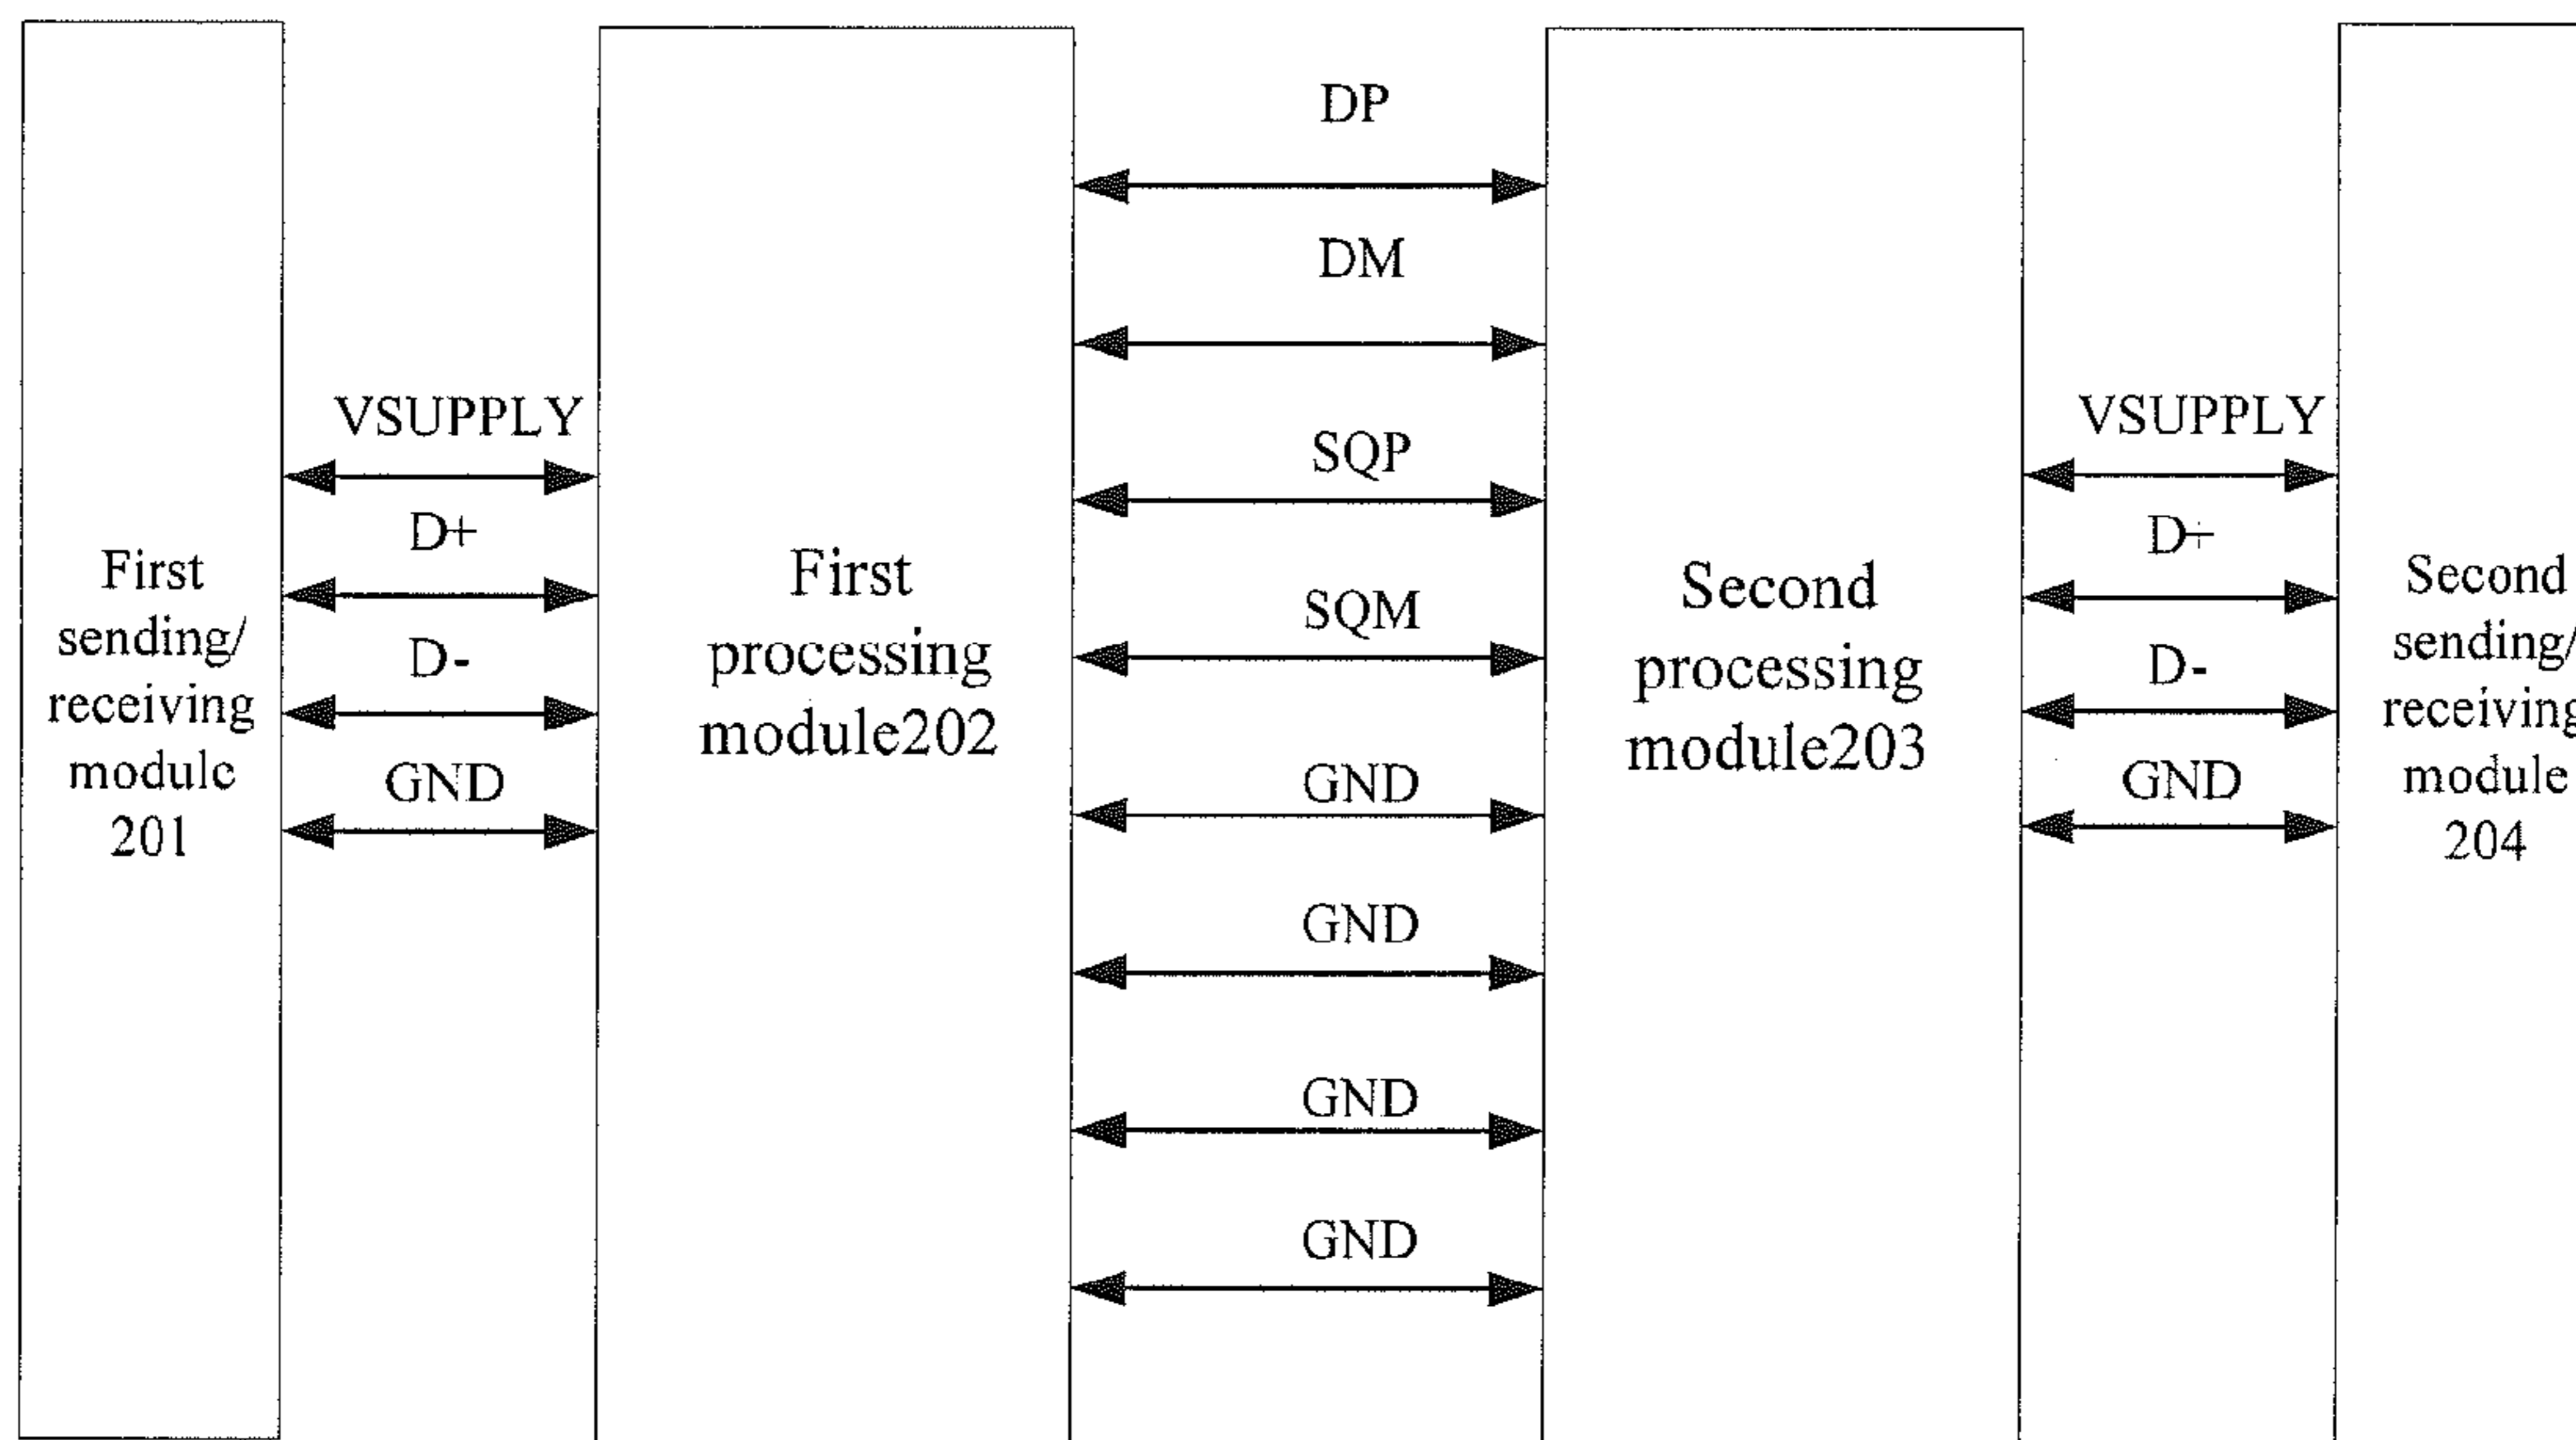 First
sending/
receiving
module
201
VSUPPLY
D+
D-
GND
First
processing
module202
DP
DM
SQP
SQM
GND
GND
GND
GND
Second
processing
module203
VSUPPLY
D+
D-
GND
Second
sending/
receiving
module
204